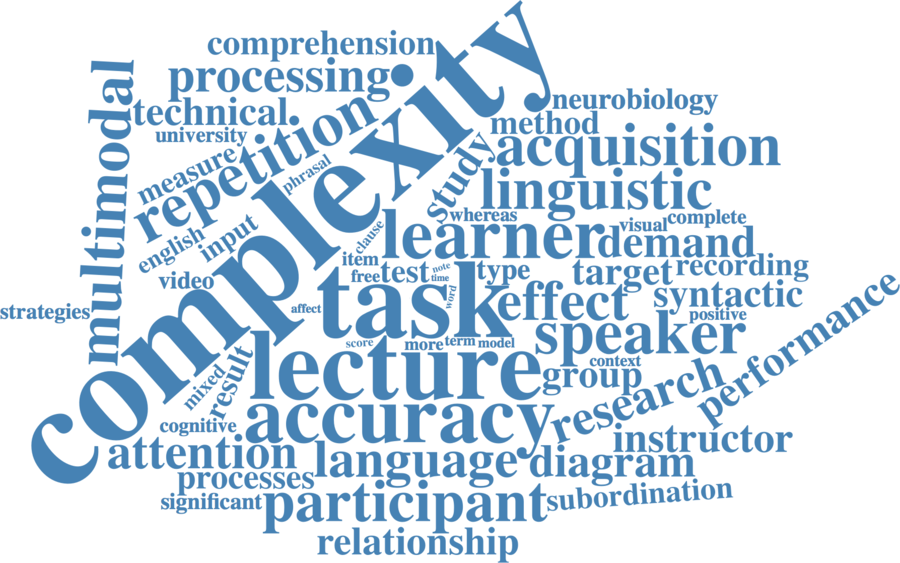 comprehension
processing
multimodal
technical
university
measure
repetition
phrasal
complexity
neurobiology
method
study
acquisition
linguistic
whereas
visual
complete
english
input
clause
learner
demand
video
item
free
test
note
time
type
target
recording
strategies
affect
task
word
effect
syntactic
positive
speaker
score
more
term
model
performance
mixed
result
lecture
context
group
research
cognitive
accuracy
instructor
attention
language
diagram
processes
significant
participant
subordination
relationship